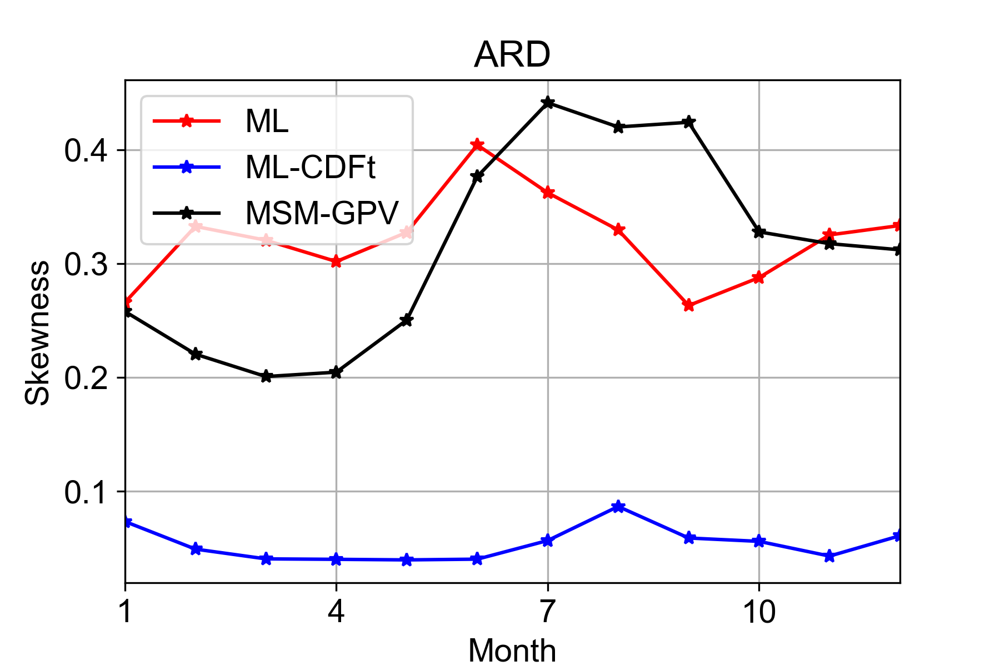 ARD
ML
ML-CDFt
MSM-GPV
Skewness
0.4
0.3
0.2
0.1
1 4 7 10
Month